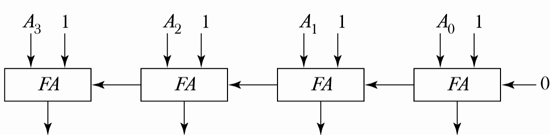 A₃ 1 A₂ 1 A₁ 1 A₀ 1
FA FA FA FA 0